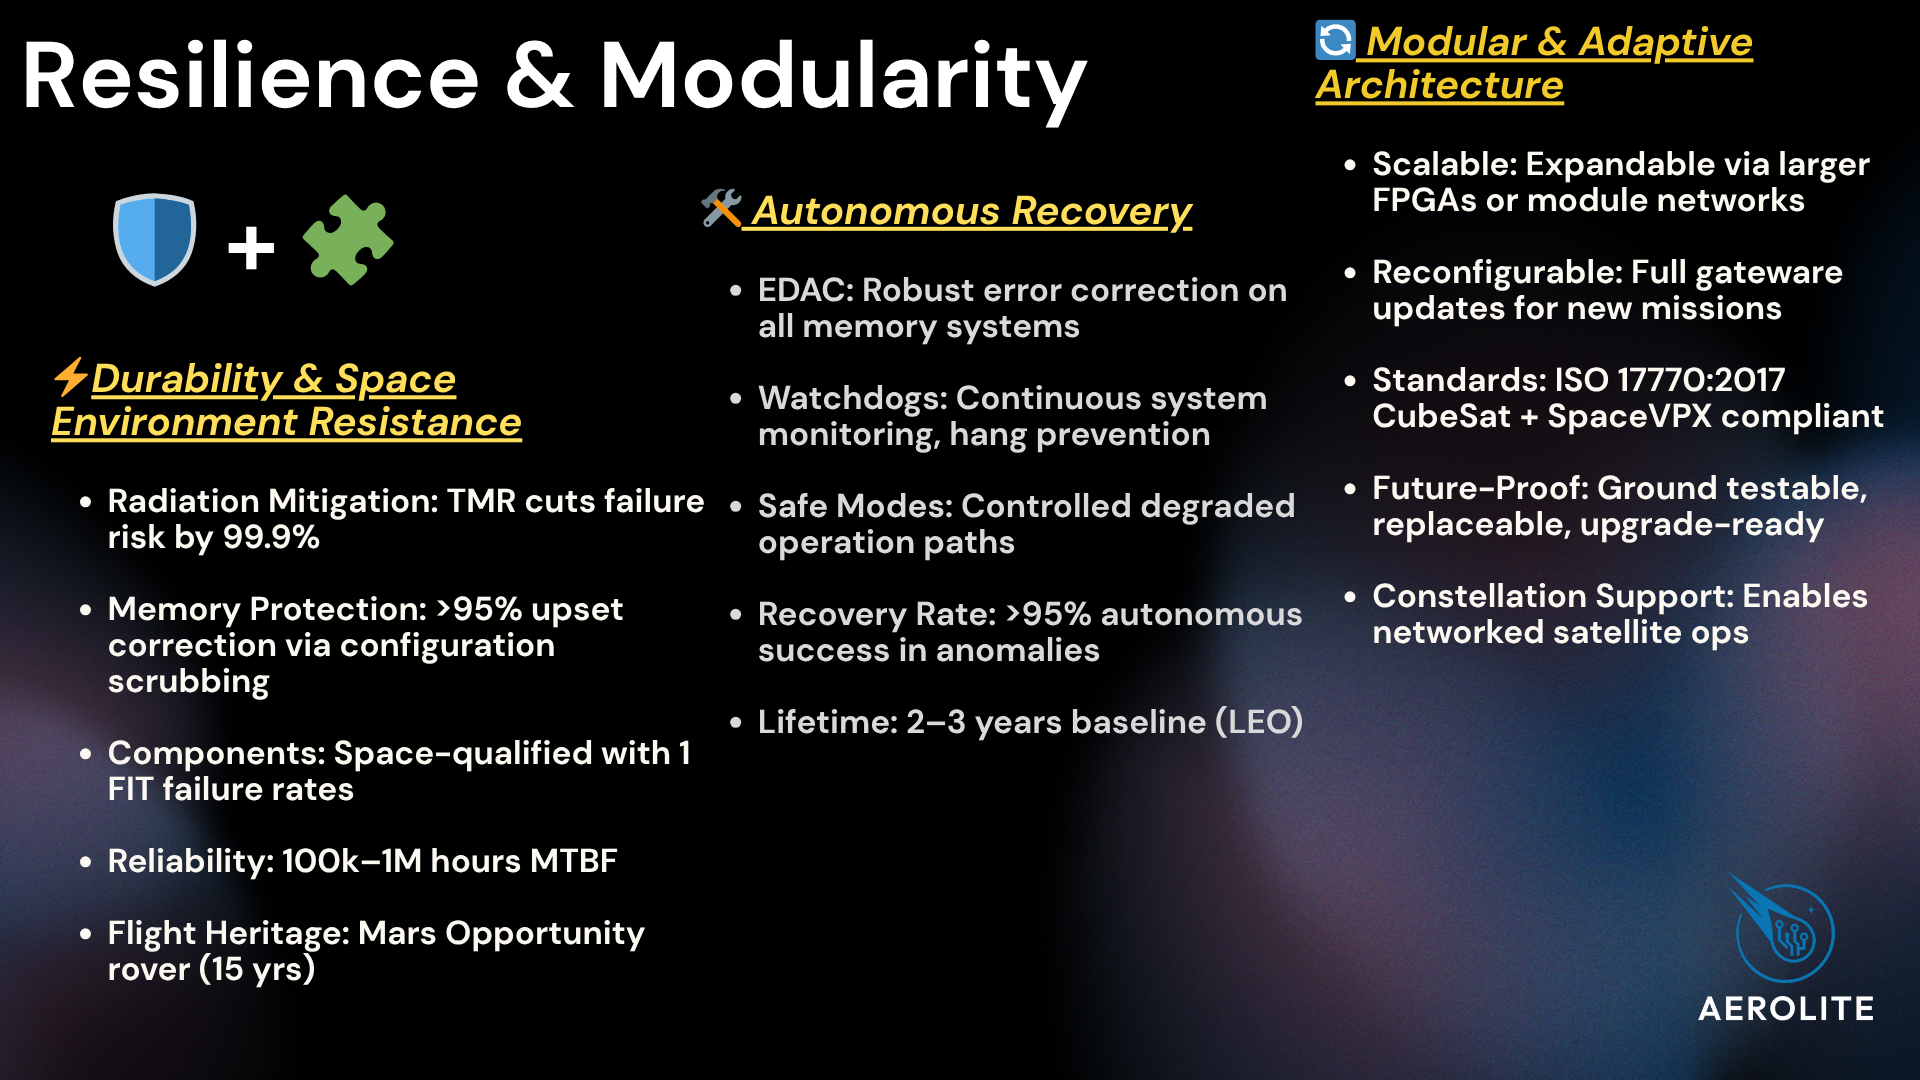 Resilience & Modularity
+
⚡Durability & Space
Environment Resistance
• Radiation Mitigation: TMR cuts failure
risk by 99.9%
• Memory Protection: >95% upset
correction via configuration
scrubbing
• Components: Space-qualified with 1
FIT failure rates
• Reliability: 100k–1M hours MTBF
• Flight Heritage: Mars Opportunity
rover (15 yrs)
🛠 Autonomous Recovery
• EDAC: Robust error correction on
all memory systems
• Watchdogs: Continuous system
monitoring, hang prevention
• Safe Modes: Controlled degraded
operation paths
• Recovery Rate: >95% autonomous
success in anomalies
• Lifetime: 2–3 years baseline (LEO)
🔄 Modular & Adaptive
Architecture
• Scalable: Expandable via larger
FPGAs or module networks
• Reconfigurable: Full gateware
updates for new missions
• Standards: ISO 17770:2017
CubeSat + SpaceVPX compliant
• Future-Proof: Ground testable,
replaceable, upgrade-ready
• Constellation Support: Enables
networked satellite ops
AEROLITE